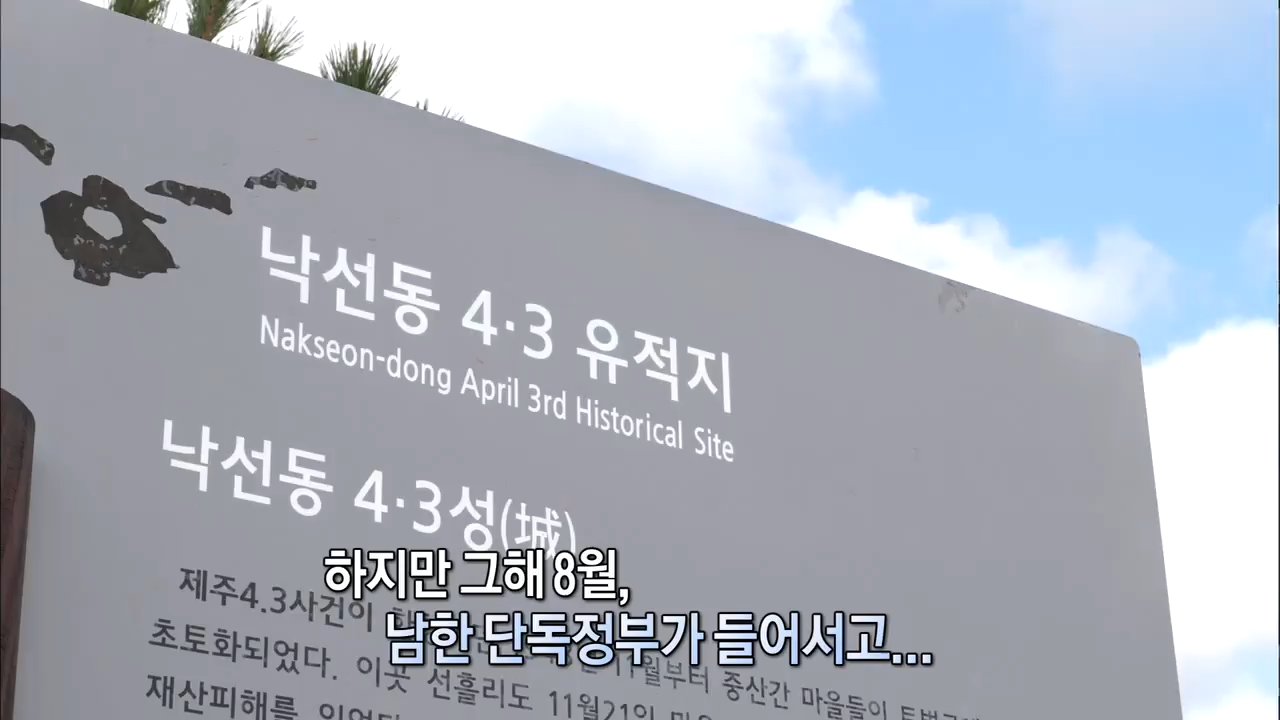 낙선동 4·3 유적지
Nakseon-dong April 3rd Historical Site
낙선동 4·3성(城)
하지만 그해 8월,
남한 단독정부가 들어서고...
제주4.3사건이
11월부터 중산간 마을들이
초토화되었다. 이곳 선흘리도 11월21일
재산피해를